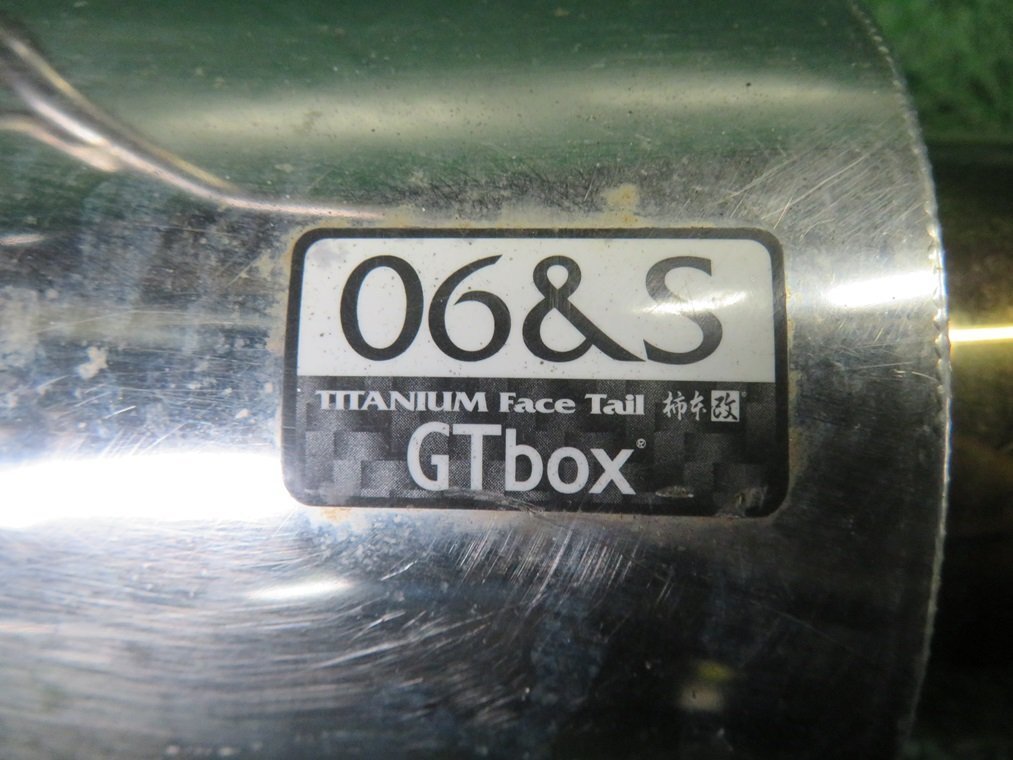 06&S
TITANIUM Face Tail 柿本改
GTbox®